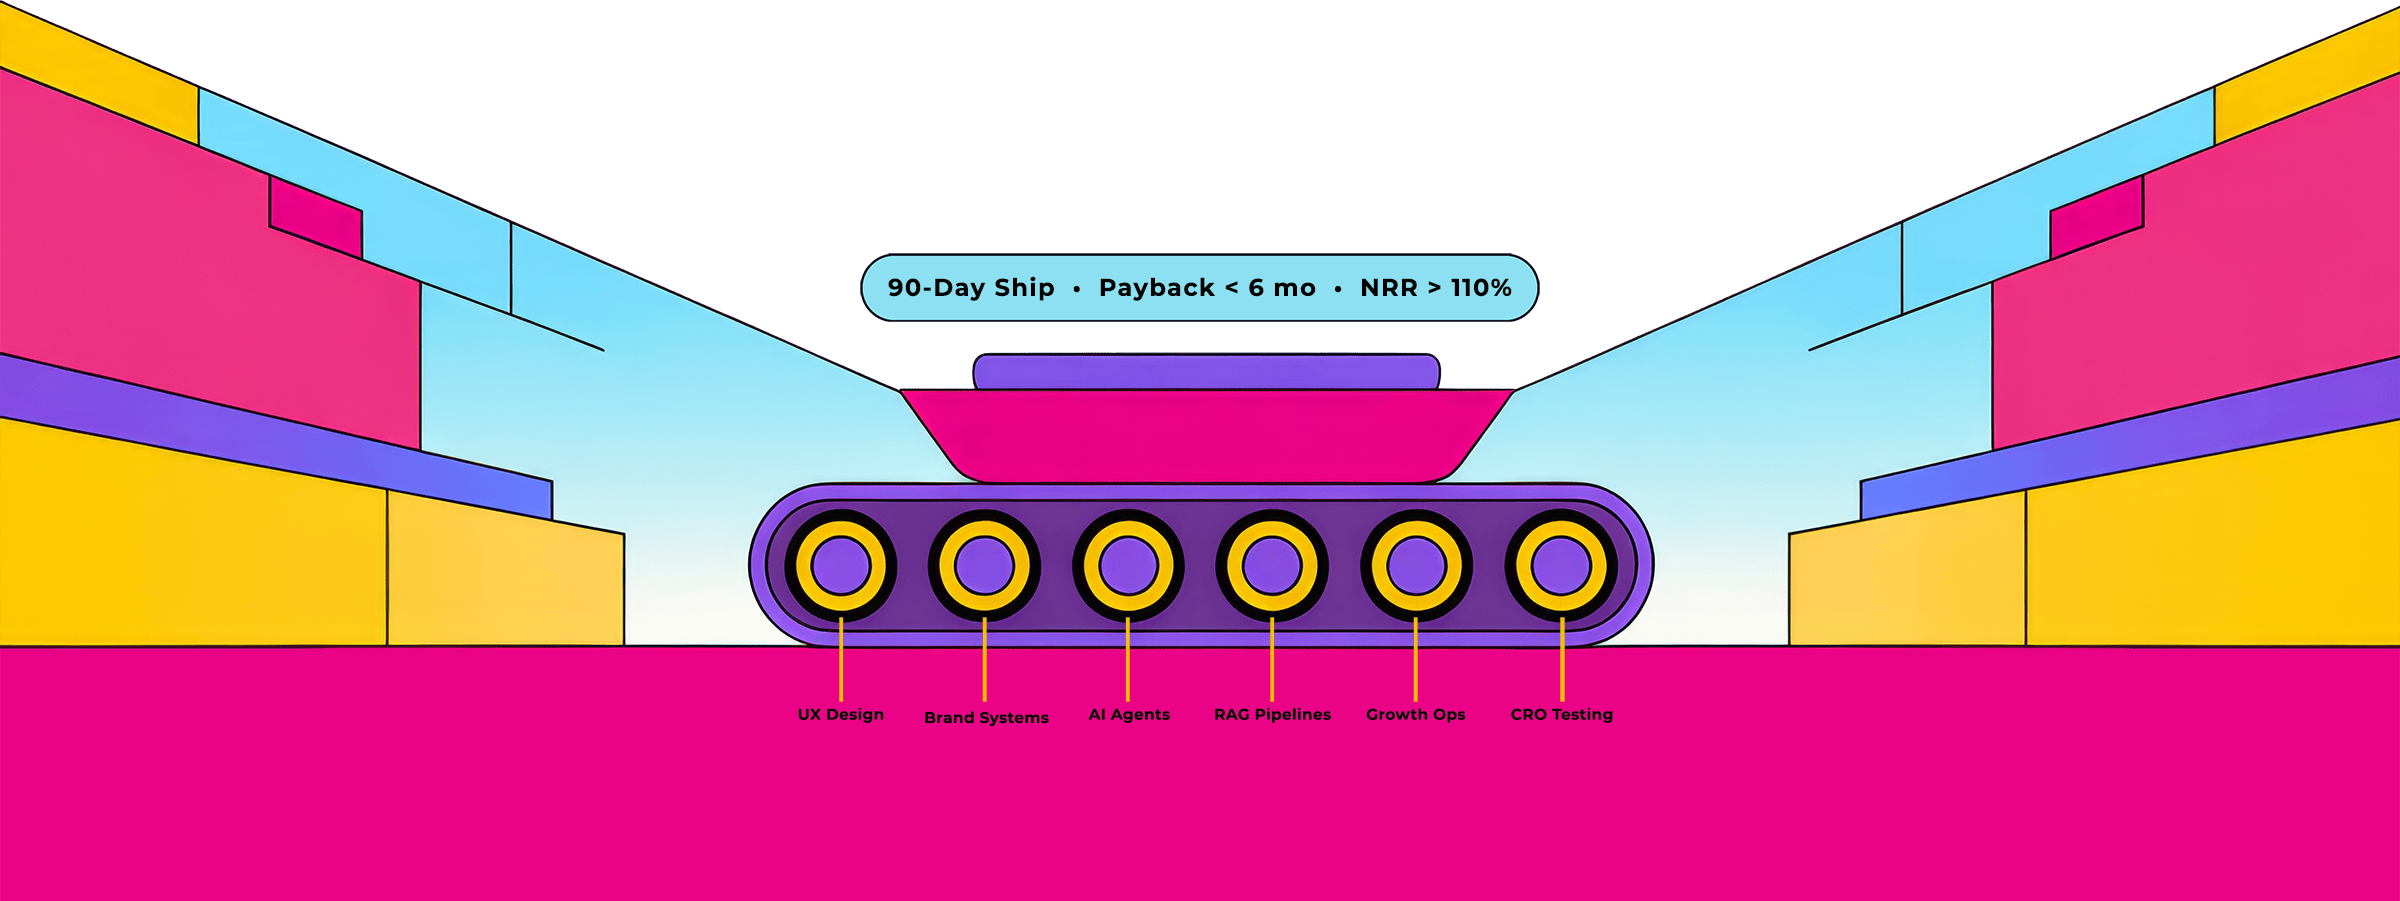 90-Day Ship • Payback < 6 mo • NRR > 110%
UX Design
Brand Systems
AI Agents
RAG Pipelines
Growth Ops
CRO Testing